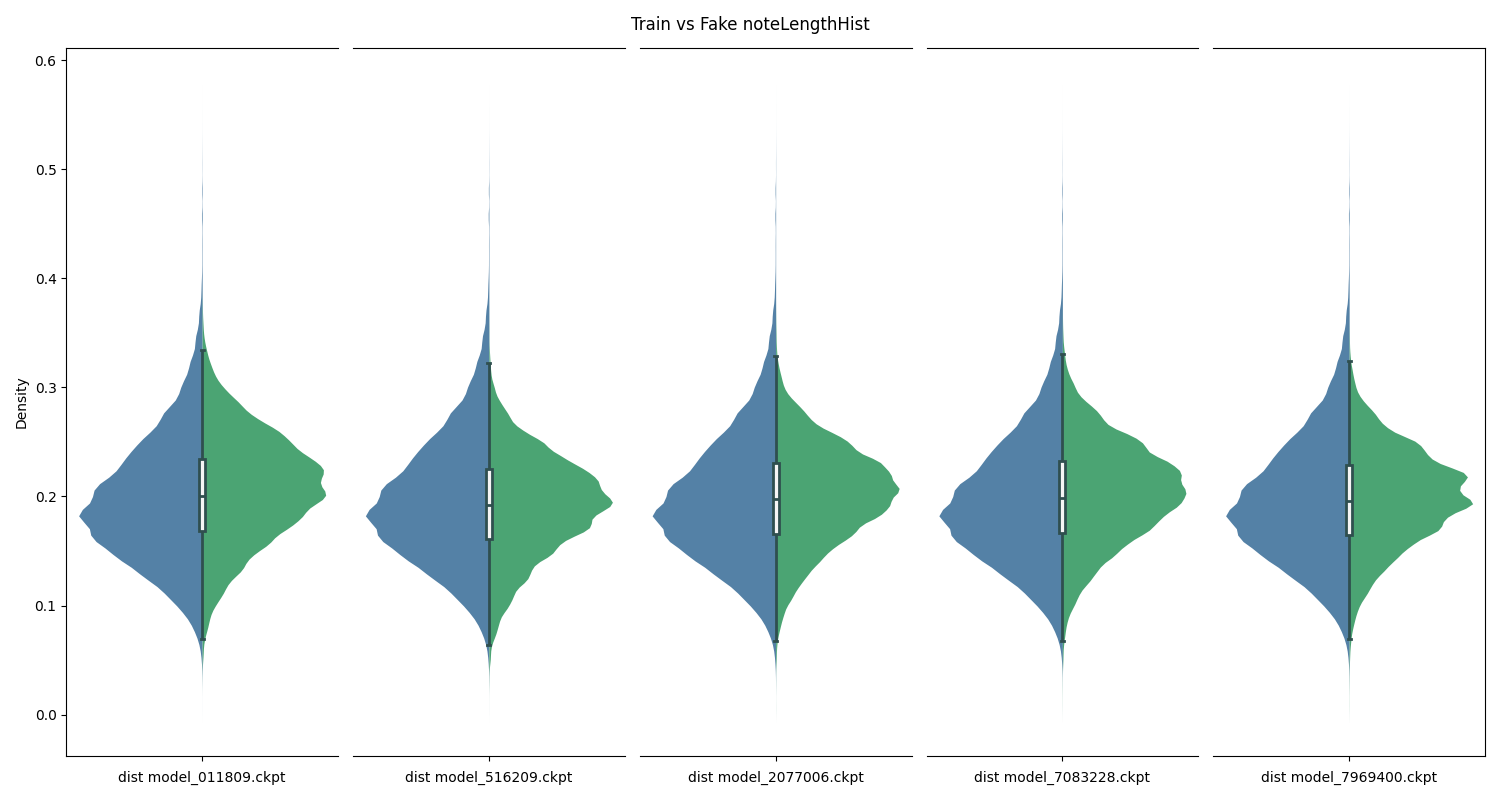 Train vs Fake noteLengthHist
Density
0.6
0.5
0.4
0.3
0.2
0.1
0.0
dist model_011809.ckpt
dist model_516209.ckpt
dist model_2077006.ckpt
dist model_7083228.ckpt
dist model_7969400.ckpt